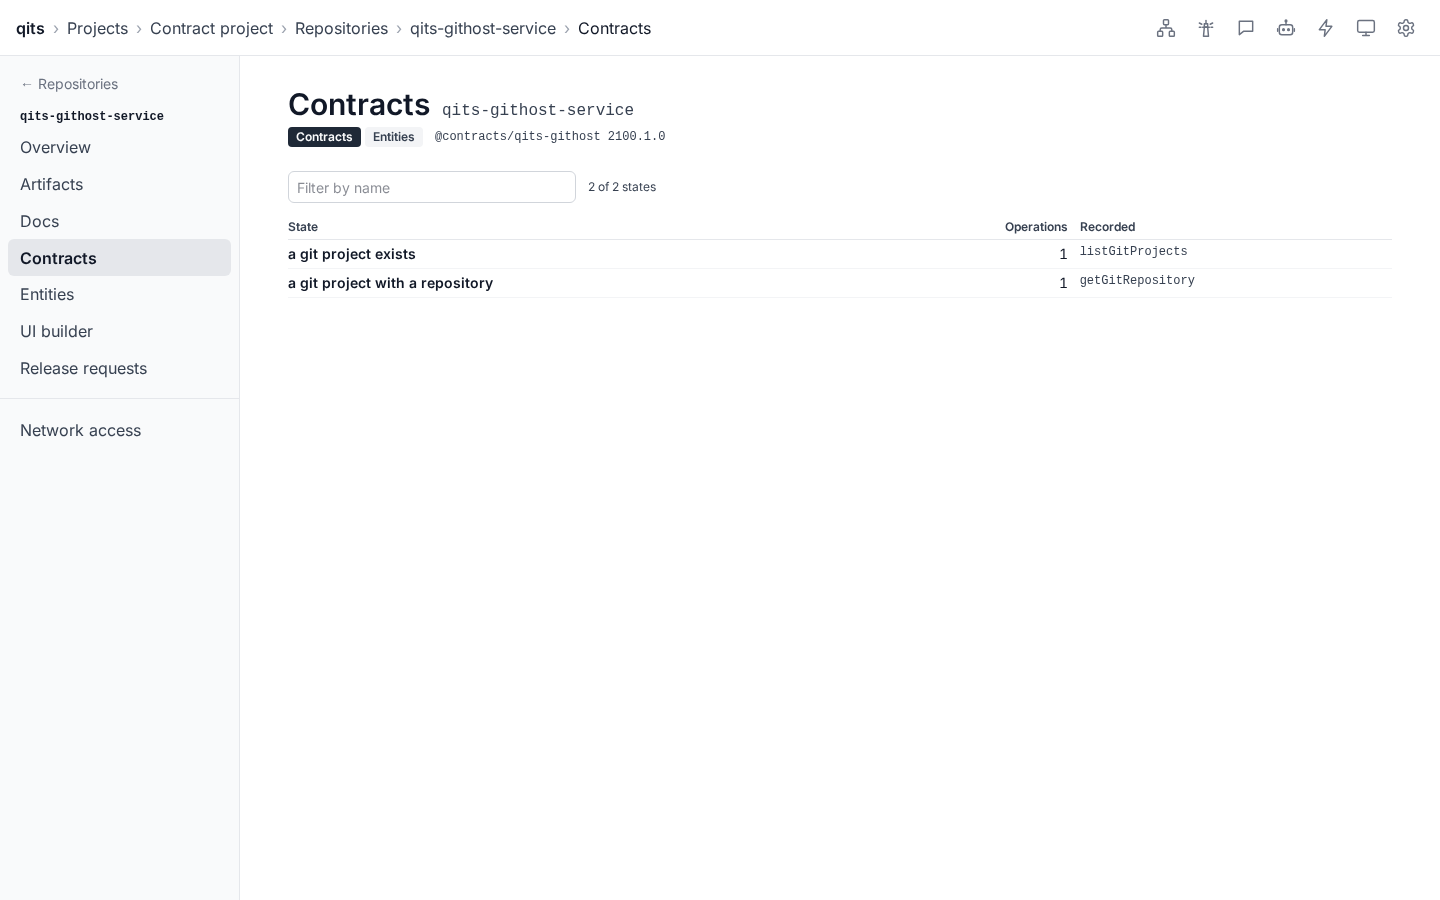 qits › Projects › Contract project › Repositories › qits-githost-service › Contracts
← Repositories
qits-githost-service
Overview
Artifacts
Docs
Contracts
Entities
UI builder
Release requests
Network access
Contracts qits-githost-service
Contracts Entities @contracts/qits-githost 2100.1.0
Filter by name 2 of 2 states
State Operations Recorded
a git project exists 1 listGitProjects
a git project with a repository 1 getGitRepository